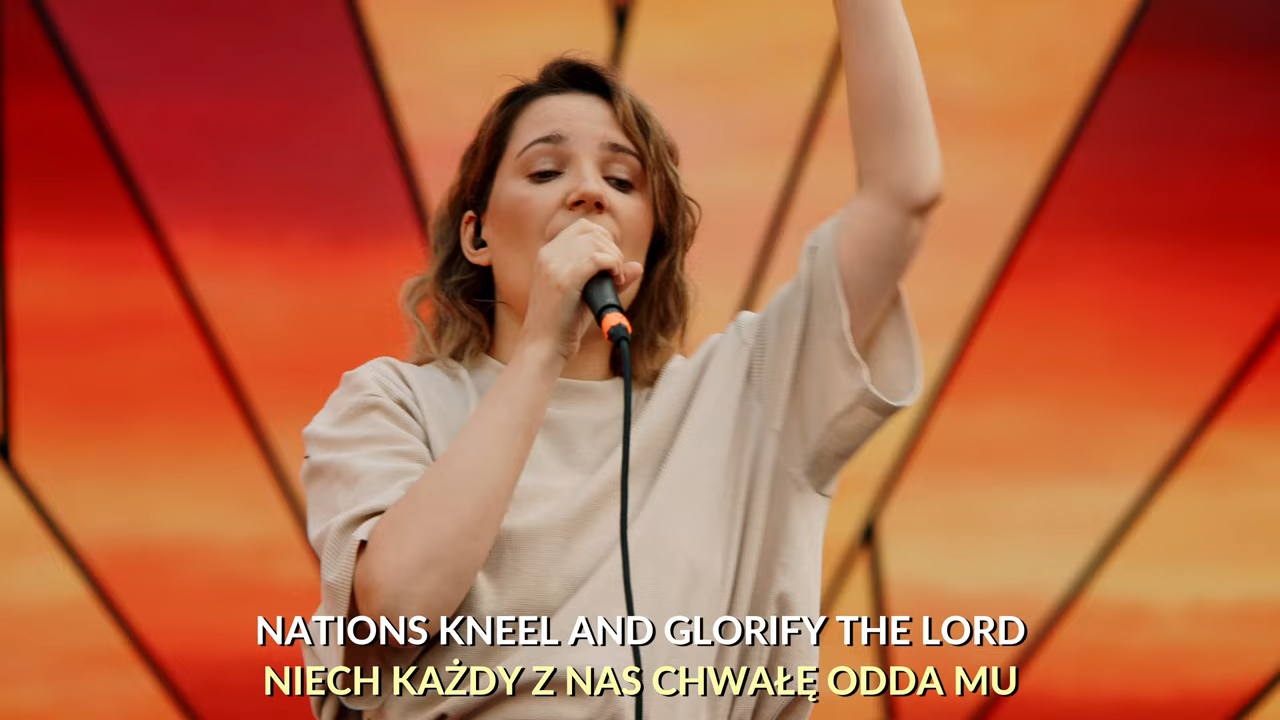 NATIONS KNEEL AND GLORIFY THE LORD
NIECH KAŻDY Z NAS CHWAŁĘ ODDA MU